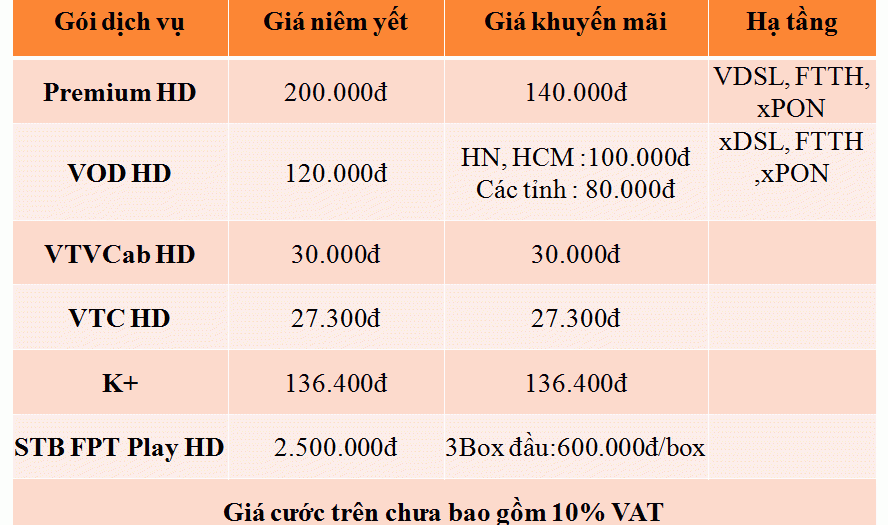 Gói dịch vụ Giá niêm yết Giá khuyến mãi Hạ tầng
Premium HD 200.000đ 140.000đ VDSL, FTTH,
xPON
VOD HD 120.000đ HN, HCM :100.000đ
Các tỉnh : 80.000đ xDSL, FTTH
,xPON
VTVCab HD 30.000đ 30.000đ
VTC HD 27.300đ 27.300đ
K+ 136.400đ 136.400đ
STB FPT Play HD 2.500.000đ 3Box đầu:600.000đ/box
Giá cước trên chưa bao gồm 10% VAT